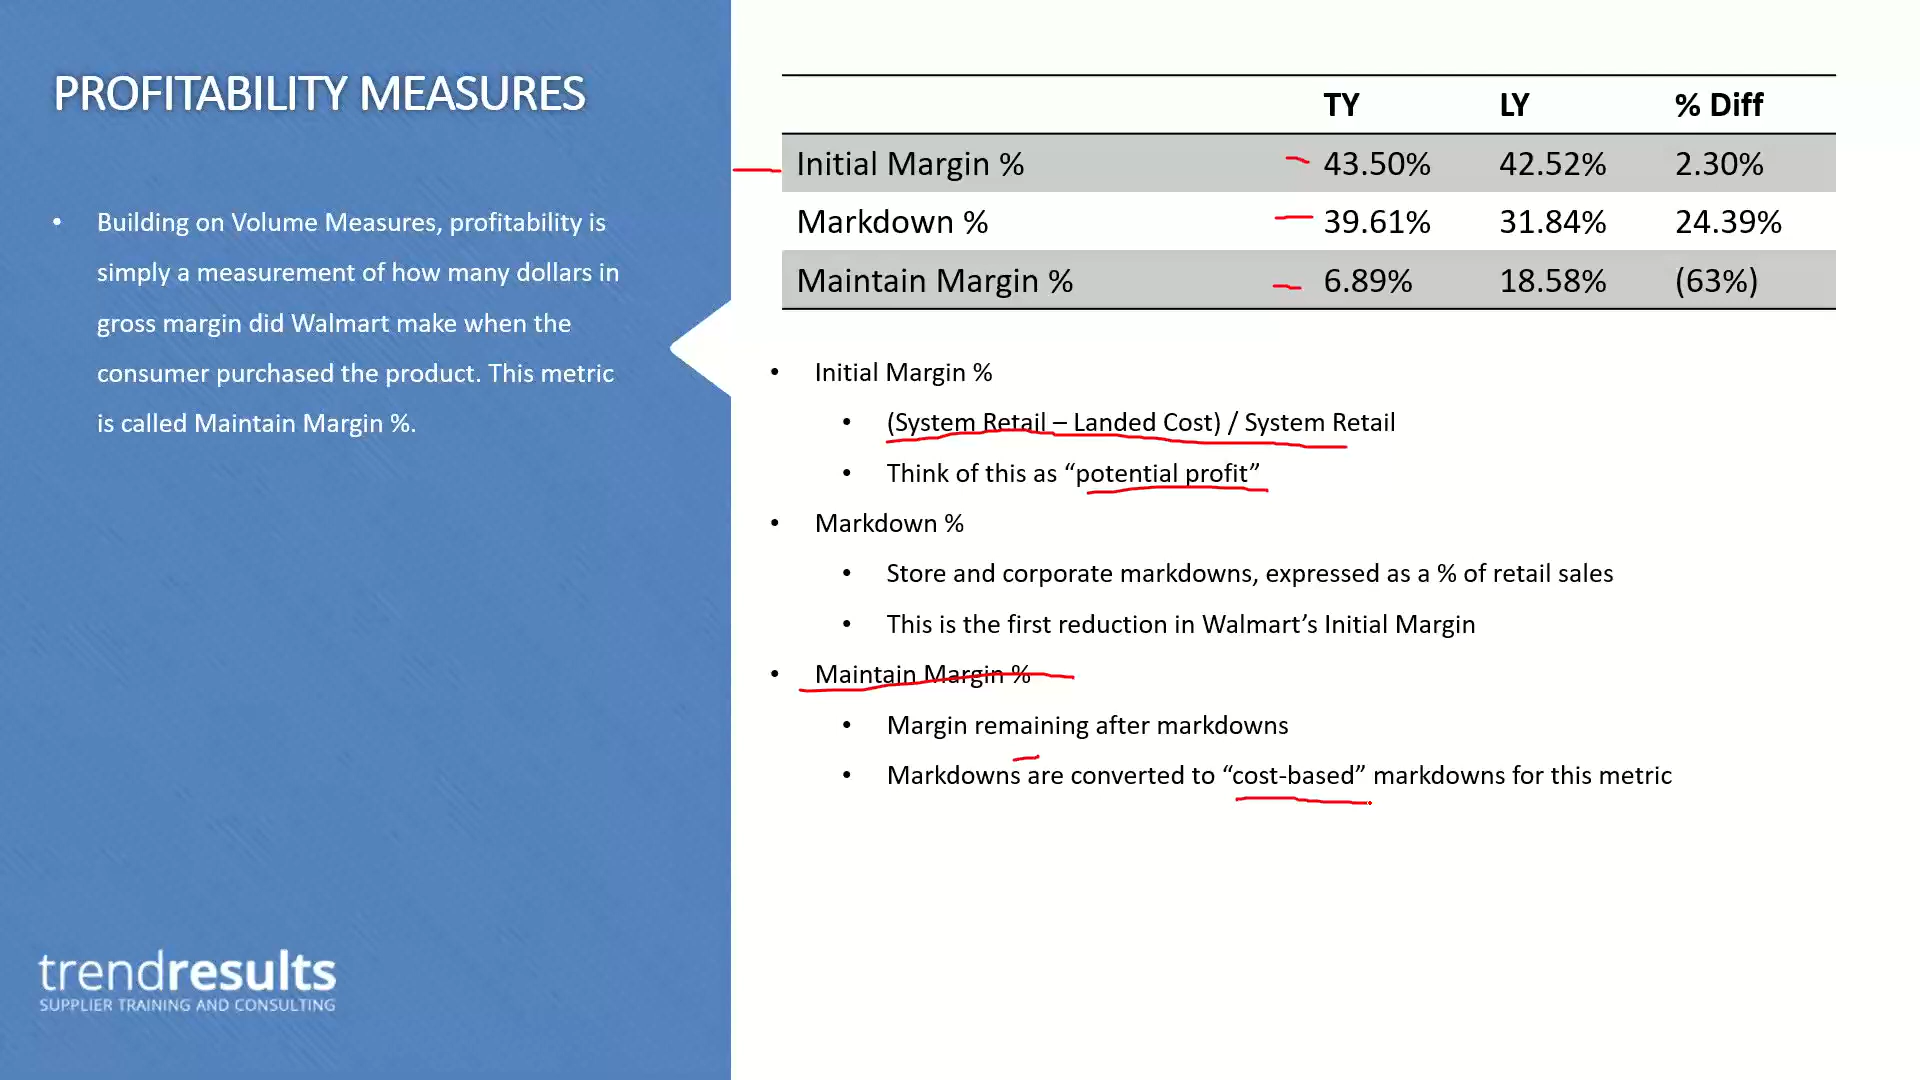 PROFITABILITY MEASURES
• Building on Volume Measures, profitability is
simply a measurement of how many dollars in
gross margin did Walmart make when the
consumer purchased the product. This metric
is called Maintain Margin %.
trendresults
SUPPLIER TRAINING AND CONSULTING
TY LY % Diff
Initial Margin % 43.50% 42.52% 2.30%
Markdown % 39.61% 31.84% 24.39%
Maintain Margin % 6.89% 18.58% (63%)
• Initial Margin %
• (System Retail – Landed Cost) / System Retail
• Think of this as “potential profit”
• Markdown %
• Store and corporate markdowns, expressed as a % of retail sales
• This is the first reduction in Walmart’s Initial Margin
• Maintain Margin %
• Margin remaining after markdowns
• Markdowns are converted to “cost-based” markdowns for this metric